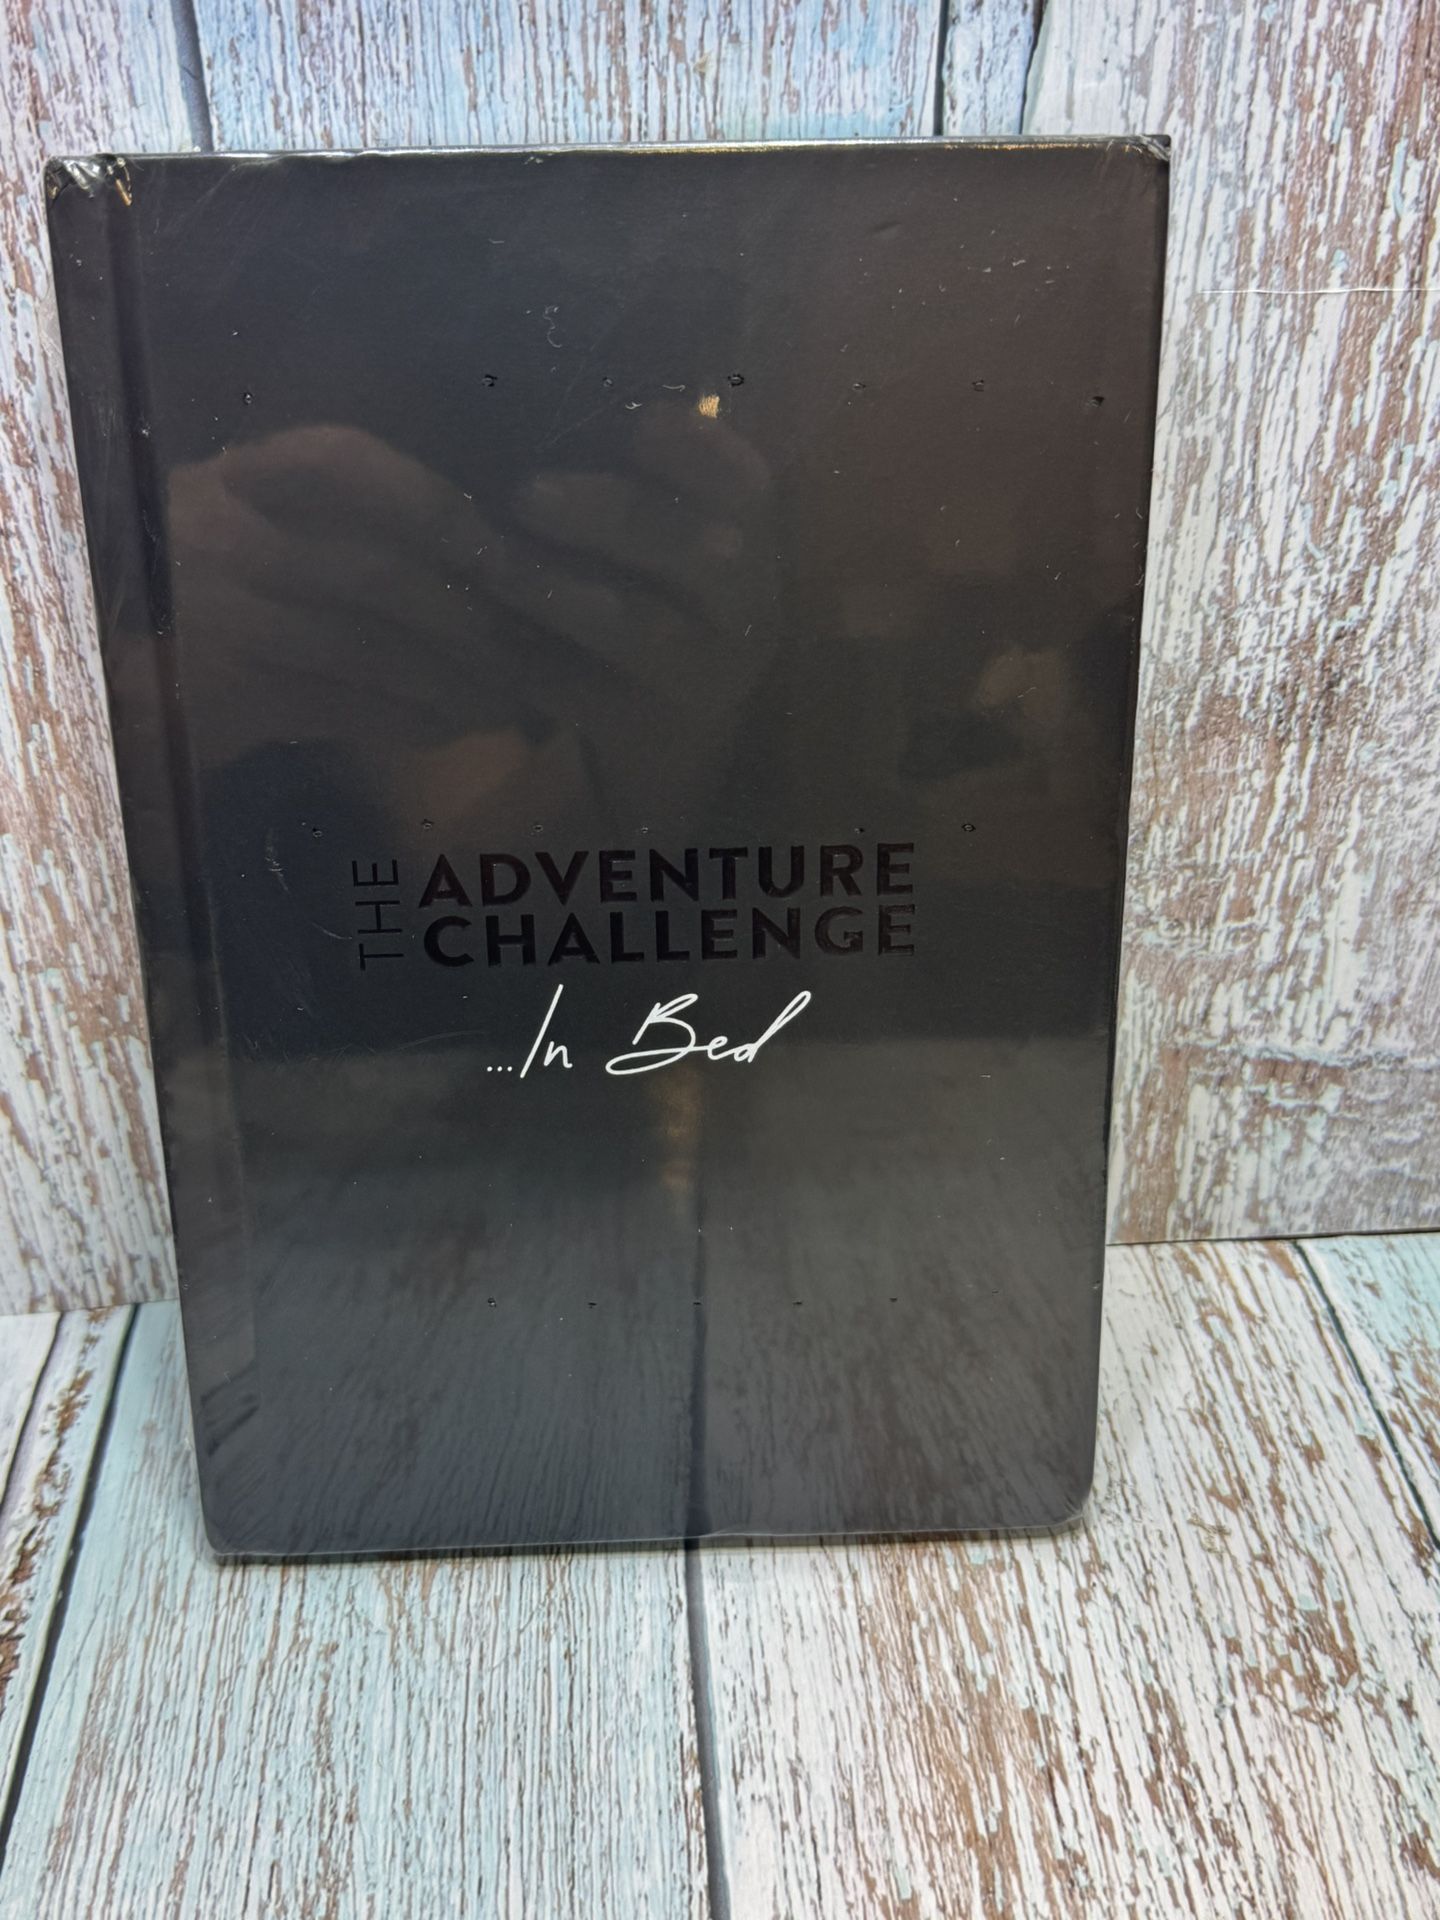 THE ADVENTURE
CHALLENGE
...In Bed